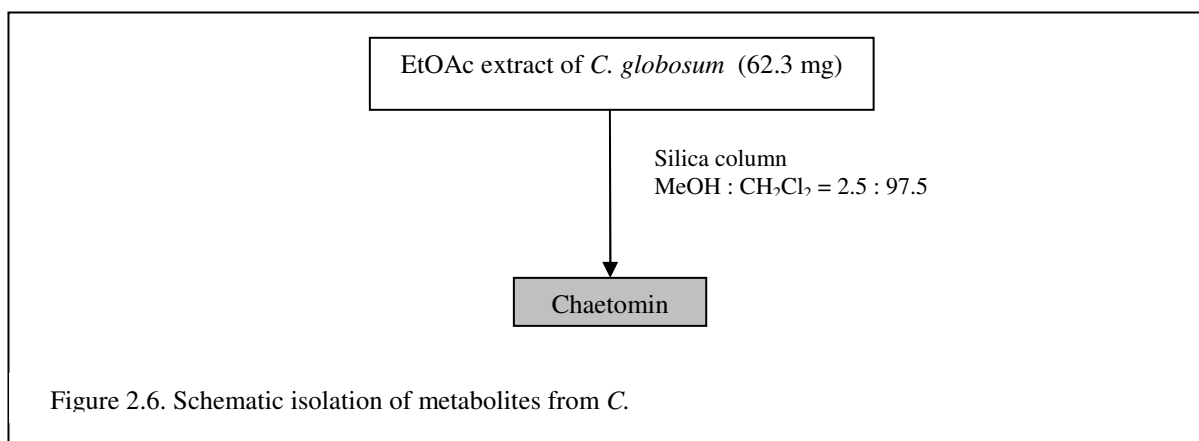 EtOAc extract of C. globosum (62.3 mg)
Silica column
MeOH : CH₂Cl₂ = 2.5 : 97.5
Chaetomin
Figure 2.6. Schematic isolation of metabolites from C.